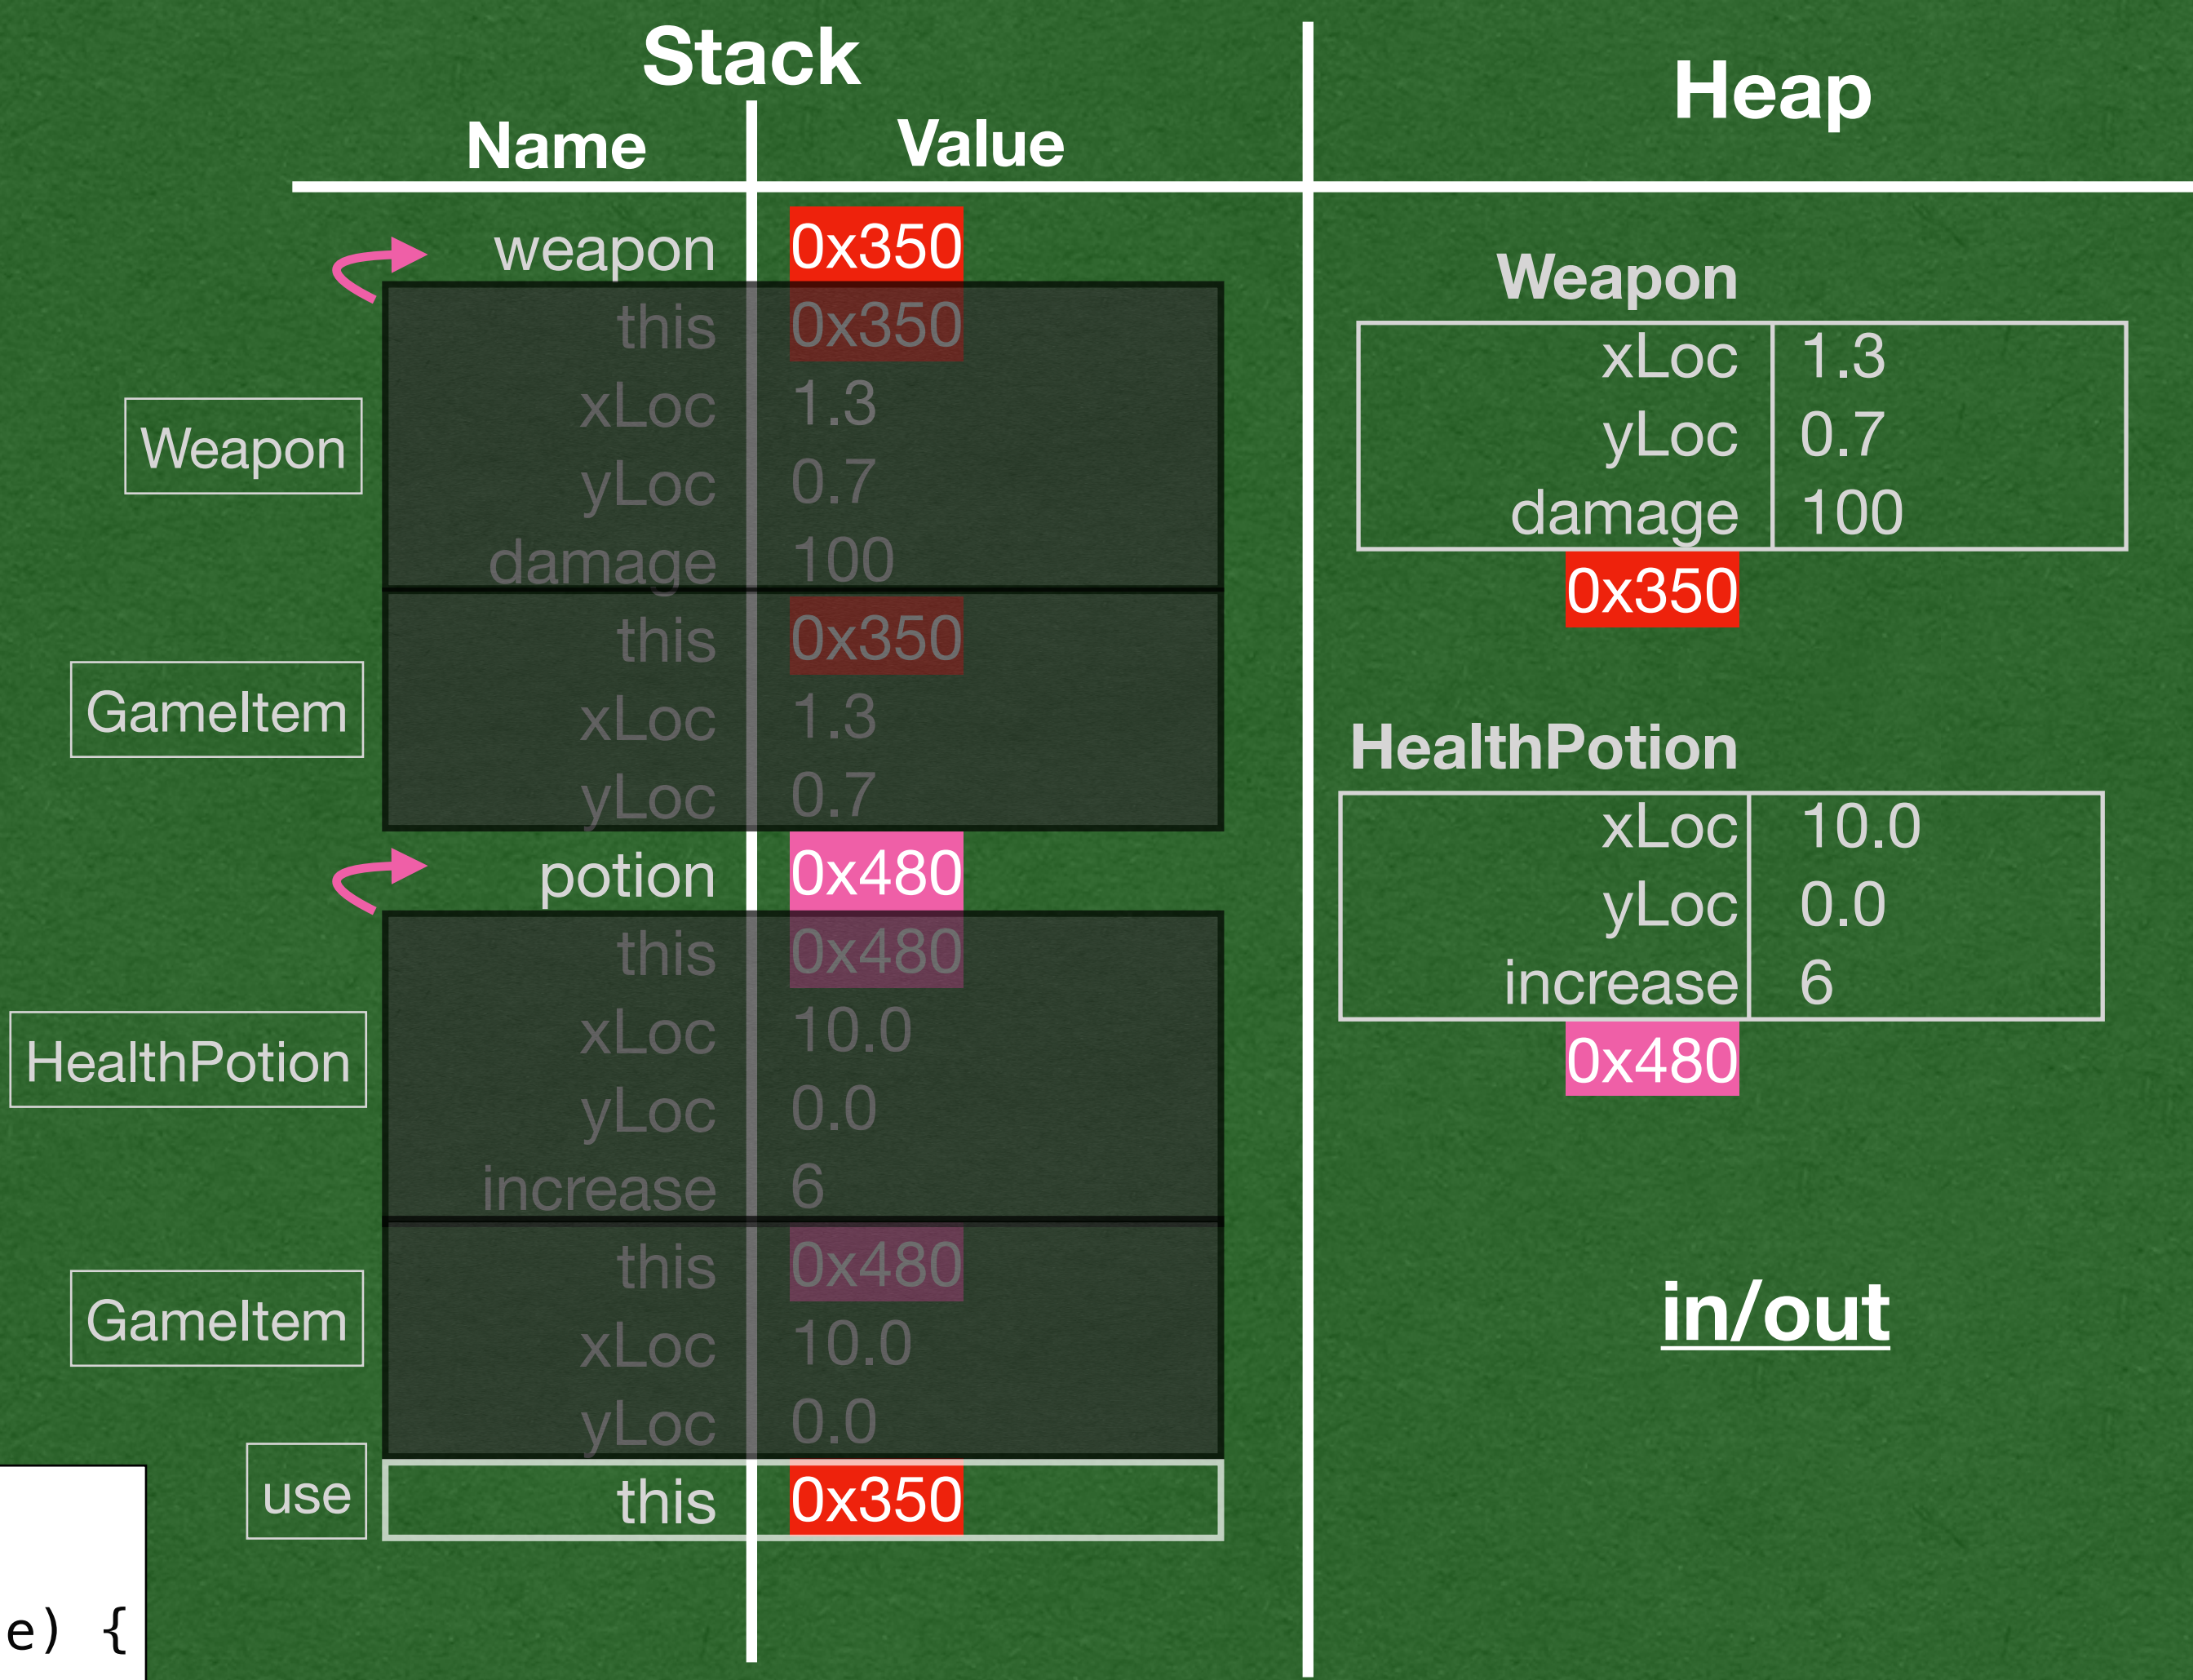 Stack
Name Value
weapon 0x350
Weapon
this 0x350
xLoc 1.3
yLoc 0.7
damage 100
GameItem
this 0x350
xLoc 1.3
yLoc 0.7
potion 0x480
HealthPotion
this 0x480
xLoc 10.0
yLoc 0.0
increase 6
GameItem
this 0x480
xLoc 10.0
yLoc 0.0
use
this 0x350
e) {
Heap
Weapon
xLoc 1.3
yLoc 0.7
damage 100
0x350
HealthPotion
xLoc 10.0
yLoc 0.0
increase 6
0x480
in/out